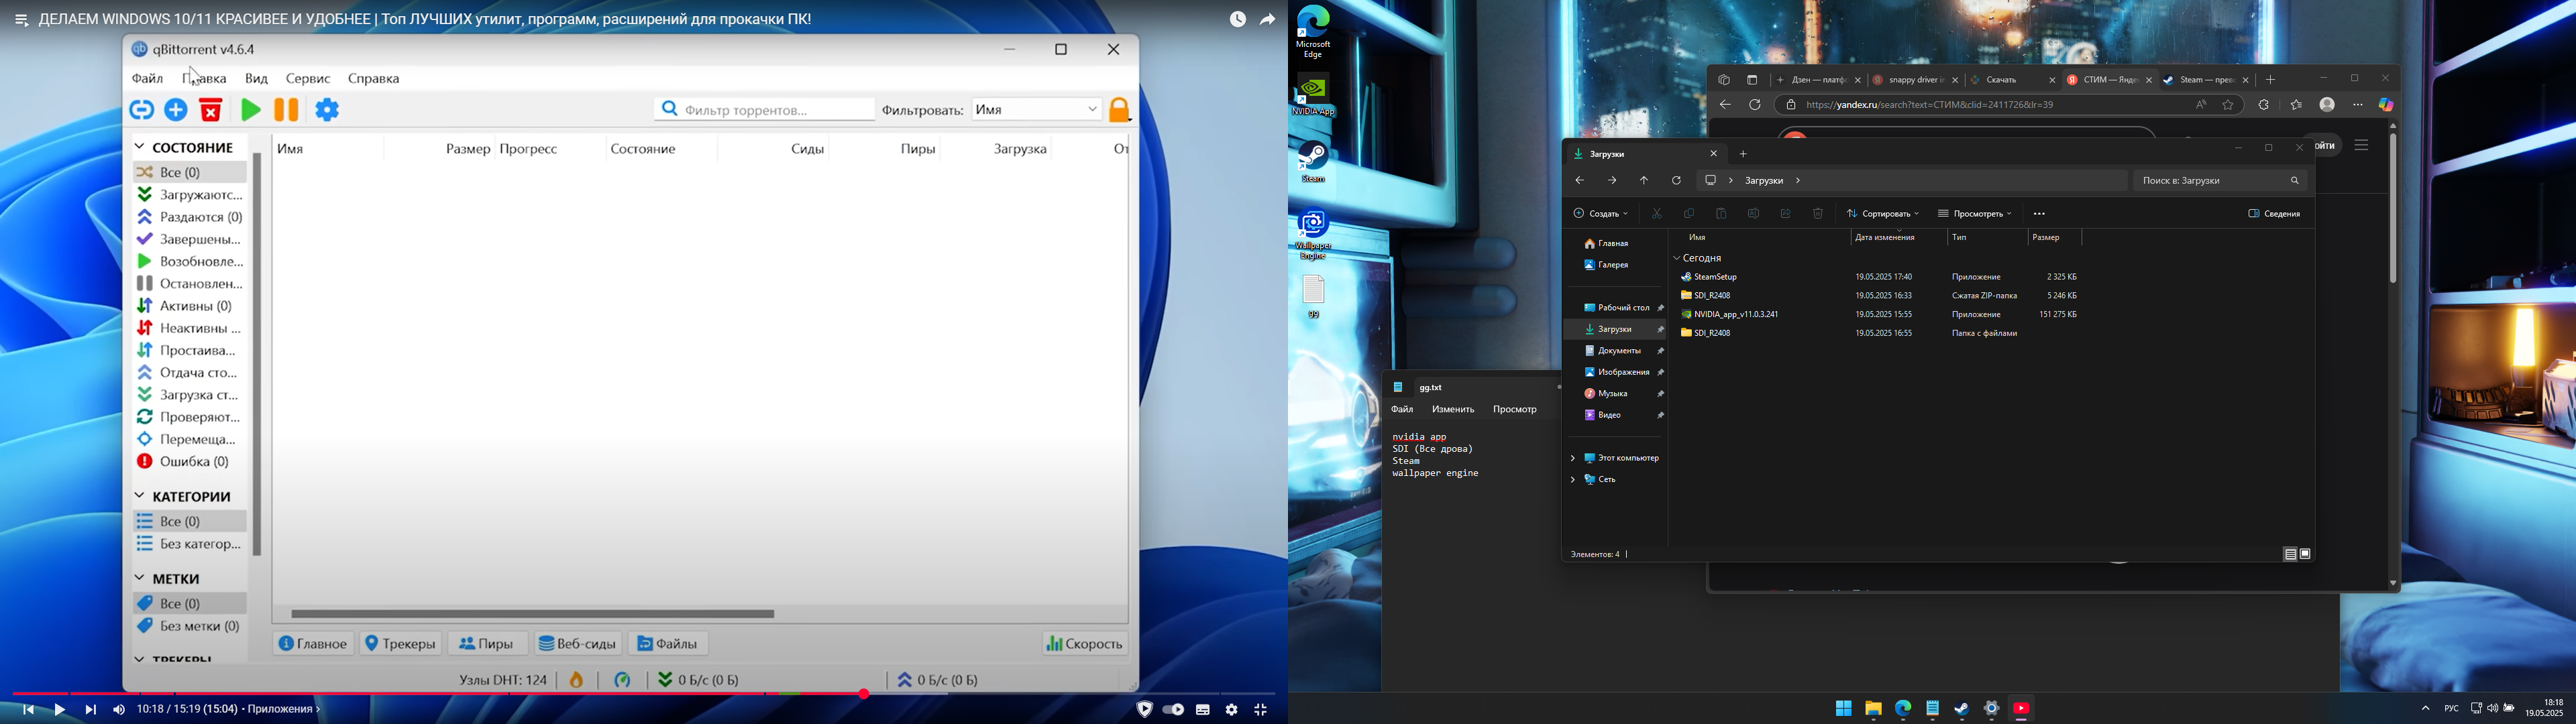 ДЕЛАЕМ WINDOWS 10/11 КРАСИВЕЕ И УДОБНЕЕ | Топ ЛУЧШИХ утилит, программ, расширений для прокачки ПК!
qBittorrent v4.6.4
Файл Правка Вид Сервис Справка
Фильтр торрентов... Фильтровать: Имя
СОСТОЯНИЕ
Все (0)
Загружаютс...
Раздаются (0)
Завершены...
Возобновле...
Остановлен...
Активны (0)
Неактивны ...
Простаива...
Отдача сто...
Загрузка ст...
Проверяют...
Перемеща...
Ошибка (0)
КАТЕГОРИИ
Все (0)
Без категор...
МЕТКИ
Все (0)
Без метки (0)
ТРЕКЕРЫ
Имя Размер Прогресс Состояние Сиды Пиры Загрузка От
Главное Трекеры Пиры Веб-сиды Файлы Скорость
Узлы DHT: 124 0 Б/с (0 Б) 0 Б/с (0 Б)
10:18 / 15:19 (15:04) • Приложения ›
Microsoft Edge
NVIDIA App
Steam
Wallpaper Engine
gg
Дзен — платф snappy driver in Скачать СТИМ — Янде Steam — прев
https://yandex.ru/search?text=СТИМ&clid=2411726&lr=39
ойти
Загрузки
Загрузки Поиск в: Загрузки
Создать Сортировать Просмотреть Сведения
Главная
Галерея
Рабочий стол
Загрузки
Документы
Изображения
Музыка
Видео
Этот компьютер
Сеть
Имя Дата изменения Тип Размер
Сегодня
SteamSetup 19.05.2025 17:40 Приложение 2 325 КБ
SDI_R2408 19.05.2025 16:33 Сжатая ZIP-папка 5 246 КБ
NVIDIA_app_v11.0.3.241 19.05.2025 15:55 Приложение 151 275 КБ
SDI_R2408 19.05.2025 16:55 Папка с файлами
Элементов: 4
gg.txt
Файл Изменить Просмотр
nvidia app
SDI (Все дрова)
Steam
wallpaper engine
РУС
18:18
19.05.2025